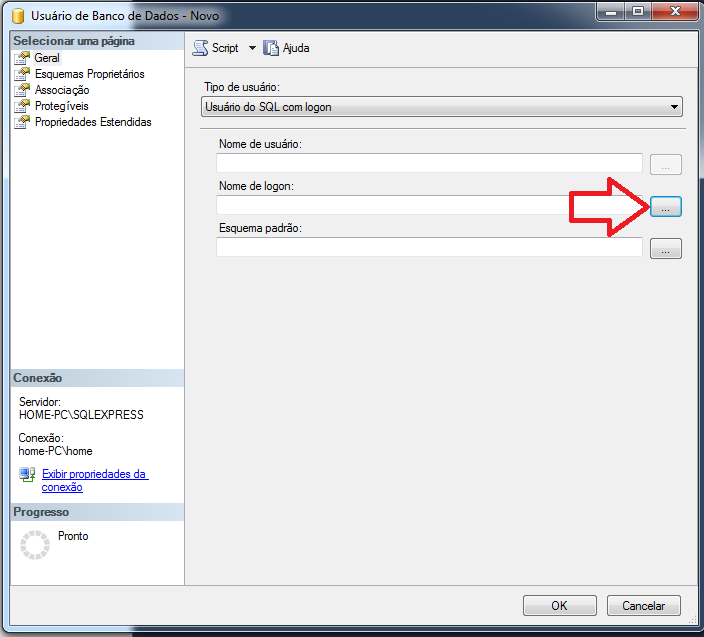 Usuário de Banco de Dados - Novo
Selecionar uma página
Geral
Esquemas Proprietários
Associação
Protegíveis
Propriedades Estendidas
Script
Ajuda
Tipo de usuário:
Usuário do SQL com logon
Nome de usuário:
...
Nome de logon:
...
Esquema padrão:
...
Conexão
Servidor:
HOME-PC\SQLEXPRESS
Conexão:
home-PC\home
Exibir propriedades da
conexão
Progresso
Pronto
OK
Cancelar